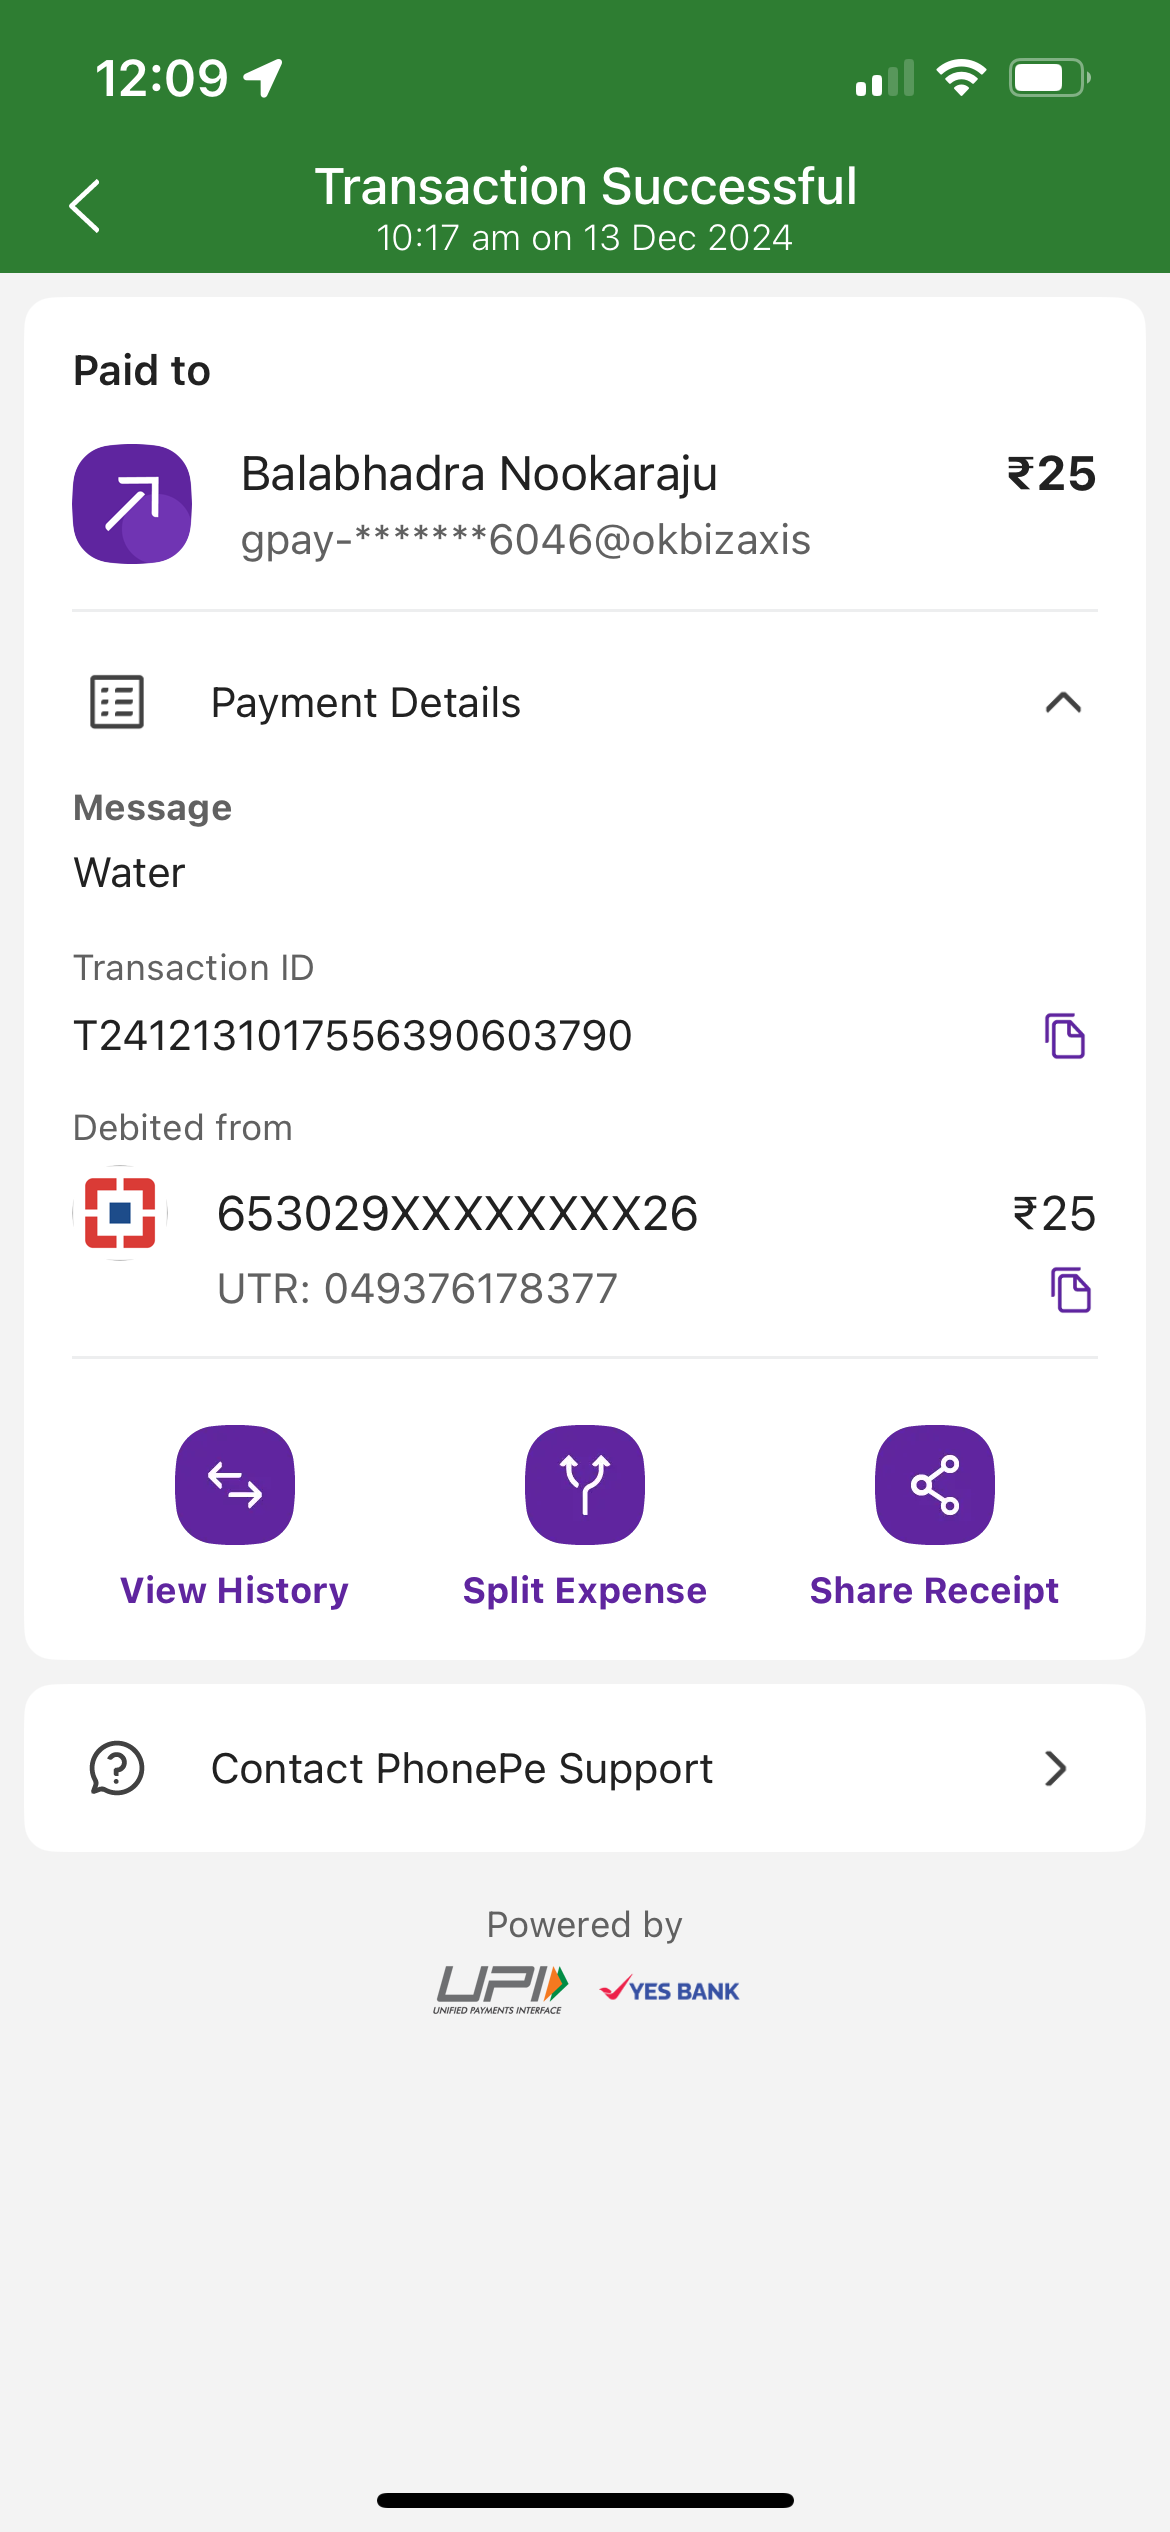 12:09
Transaction Successful
10:17 am on 13 Dec 2024
Paid to
Balabhadra Nookaraju ₹25
gpay-*******6046@okbizaxis
Payment Details
Message
Water
Transaction ID
T2412131017556390603790
Debited from
653029XXXXXXXX26 ₹25
UTR: 049376178377
View History Split Expense Share Receipt
Contact PhonePe Support
Powered by
UPI YES BANK
UNIFIED PAYMENTS INTERFACE